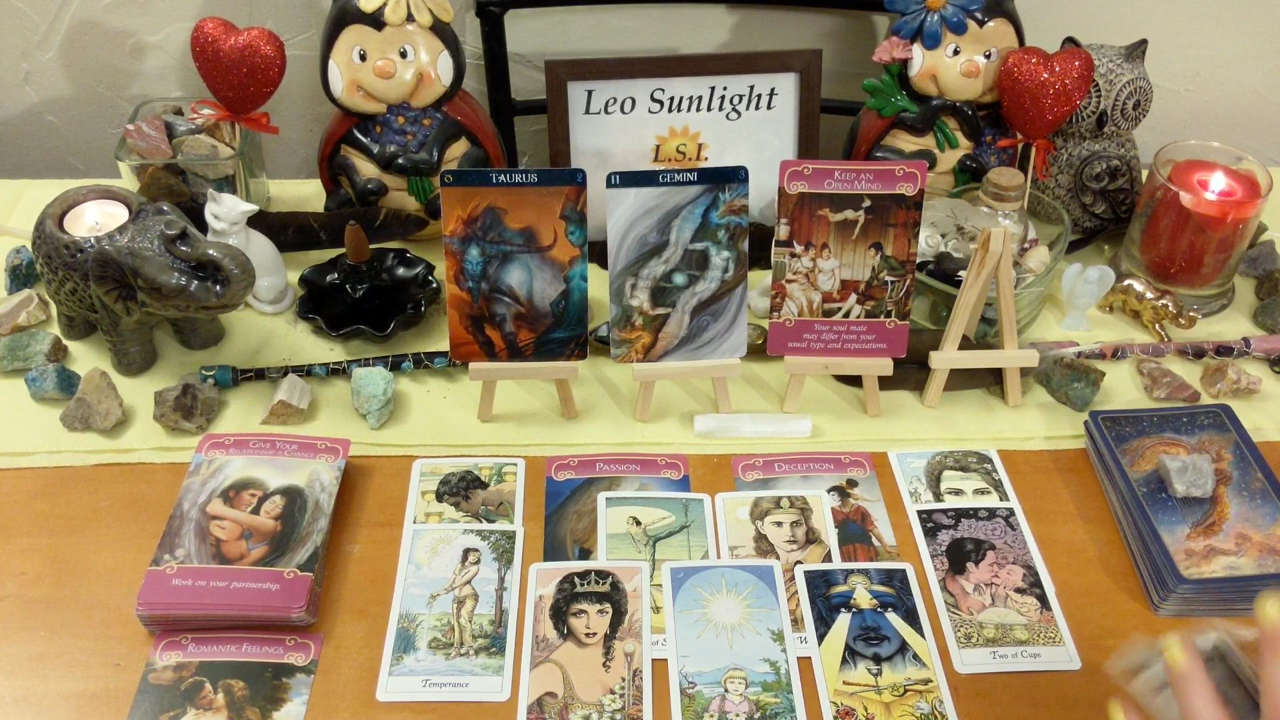 Leo Sunlight
L.S.I.
♉ TAURUS 2
♊ GEMINI 3
KEEP AN
OPEN MIND
Your soul mate
may differ from your
usual type and expectations.
GIVE YOUR
RELATIONSHIP A CHANCE
Work on your partnership.
ROMANTIC FEELINGS
PASSION
DECEPTION
Temperance
Two of Cups